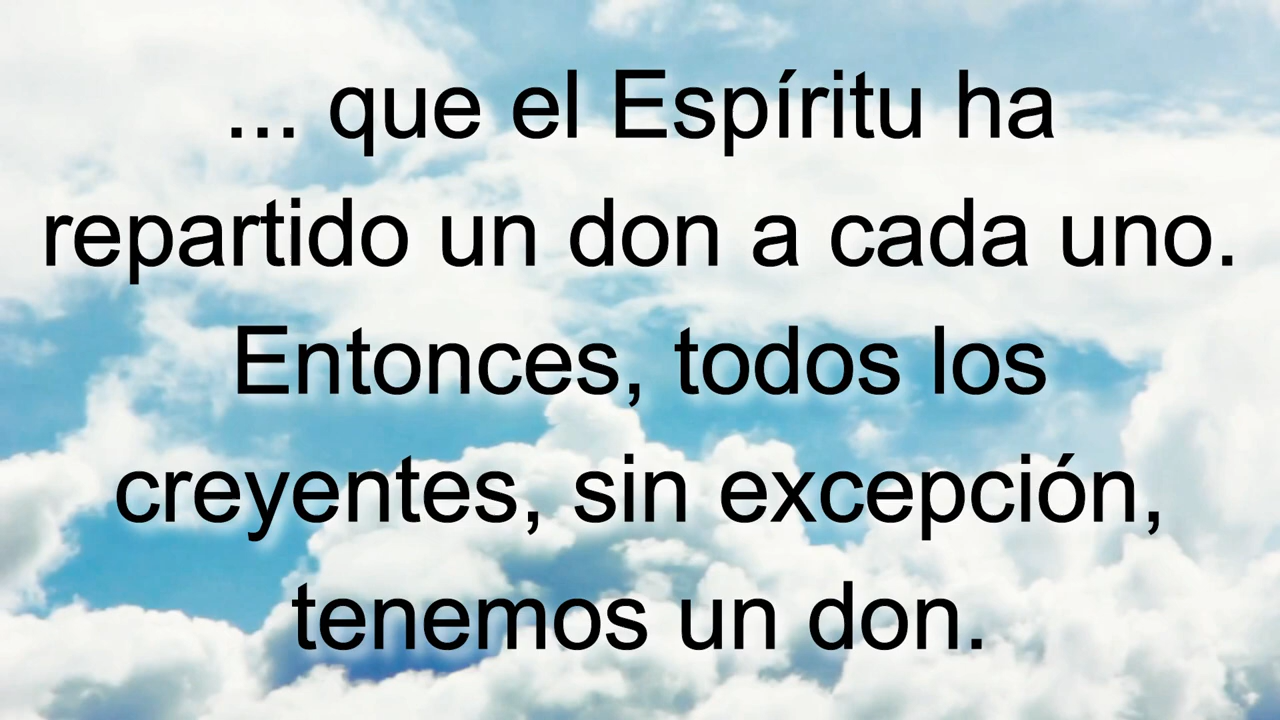 ... que el Espíritu ha
repartido un don a cada uno.
Entonces, todos los
creyentes, sin excepción,
tenemos un don.